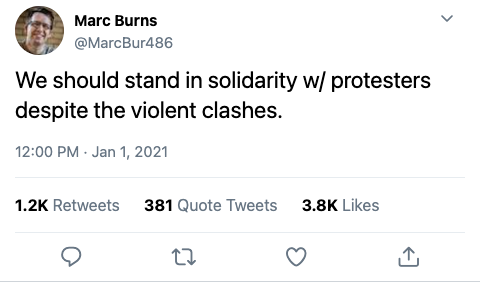 Marc Burns
@MarcBur486
We should stand in solidarity w/ protesters
despite the violent clashes.
12:00 PM · Jan 1, 2021
1.2K Retweets 381 Quote Tweets 3.8K Likes